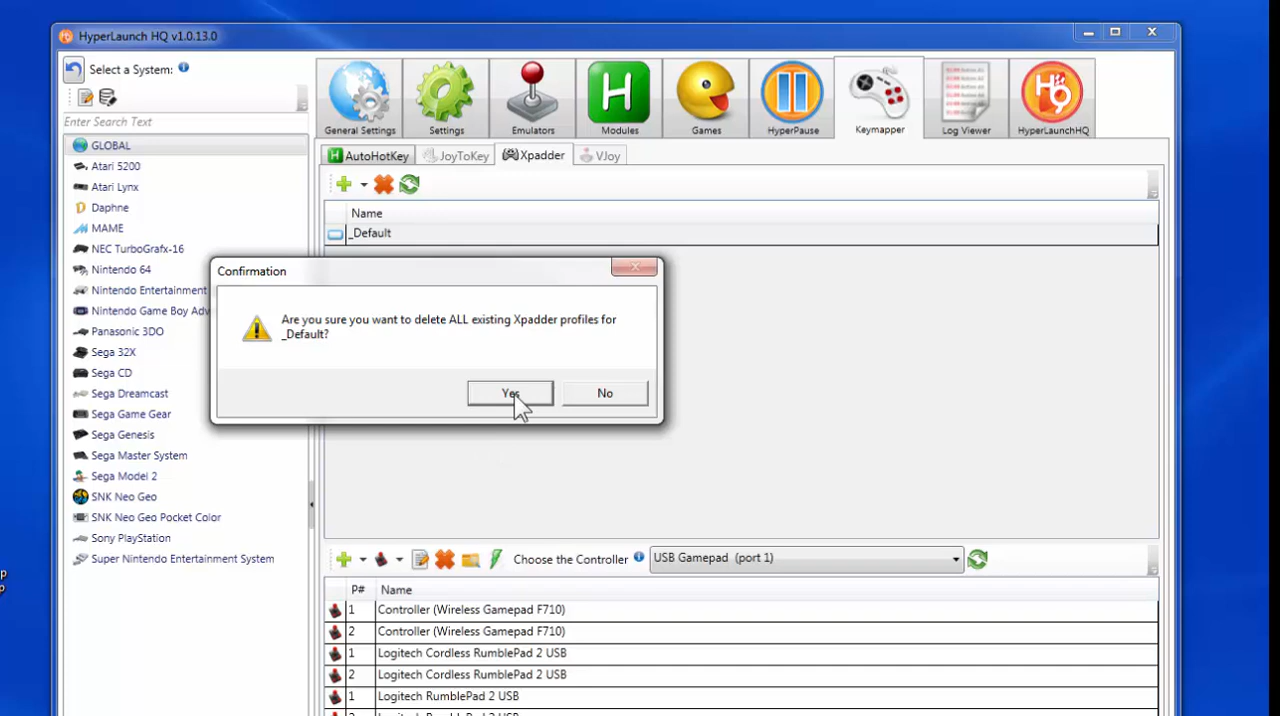 HyperLaunch HQ v1.0.13.0
Select a System:
Enter Search Text
GLOBAL
Atari 5200
Atari Lynx
Daphne
MAME
NEC TurboGrafx-16
Nintendo 64
Nintendo Entertainment
Nintendo Game Boy Adv
Panasonic 3DO
Sega 32X
Sega CD
Sega Dreamcast
Sega Game Gear
Sega Genesis
Sega Master System
Sega Model 2
SNK Neo Geo
SNK Neo Geo Pocket Color
Sony PlayStation
Super Nintendo Entertainment System
General Settings
Settings
Emulators
Modules
Games
HyperPause
Keymapper
Log Viewer
HyperLaunchHQ
AutoHotKey
JoyToKey
Xpadder
VJoy
Name
_Default
Confirmation
Are you sure you want to delete ALL existing Xpadder profiles for
_Default?
Yes
No
Choose the Controller
USB Gamepad (port 1)
P# Name
1 Controller (Wireless Gamepad F710)
2 Controller (Wireless Gamepad F710)
1 Logitech Cordless RumblePad 2 USB
2 Logitech Cordless RumblePad 2 USB
1 Logitech RumblePad 2 USB